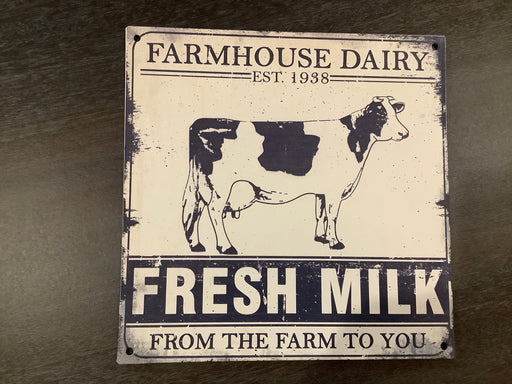 FARMHOUSE DAIRY
EST. 1938
FRESH MILK
FROM THE FARM TO YOU